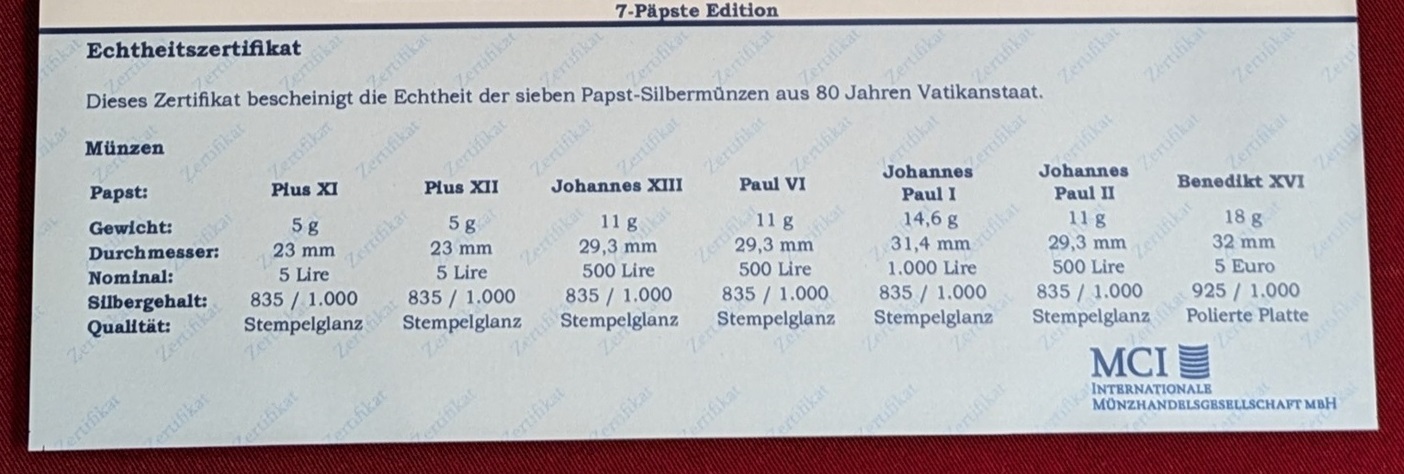 7-Päpste Edition
Echtheitszertifikat
Dieses Zertifikat bescheinigt die Echtheit der sieben Papst-Silbermünzen aus 80 Jahren Vatikanstaat.
Münzen
Papst: Pius XI Pius XII Johannes XIII Paul VI Johannes Paul I Johannes Paul II Benedikt XVI
Gewicht: 5 g 5 g 11 g 11 g 14,6 g 11 g 18 g
Durchmesser: 23 mm 23 mm 29,3 mm 29,3 mm 31,4 mm 29,3 mm 32 mm
Nominal: 5 Lire 5 Lire 500 Lire 500 Lire 1.000 Lire 500 Lire 5 Euro
Silbergehalt: 835 / 1.000 835 / 1.000 835 / 1.000 835 / 1.000 835 / 1.000 835 / 1.000 925 / 1.000
Qualität: Stempelglanz Stempelglanz Stempelglanz Stempelglanz Stempelglanz Stempelglanz Polierte Platte
MCI
INTERNATIONALE
MÜNZHANDELSGESELLSCHAFT MBH